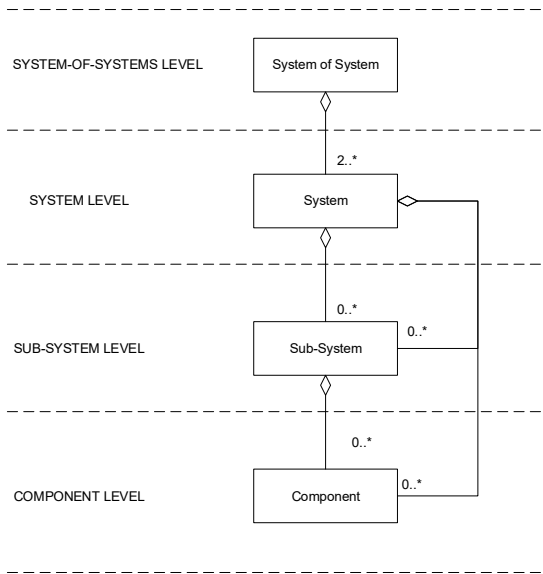 SYSTEM-OF-SYSTEMS LEVEL
System of System
2..*
SYSTEM LEVEL
System
0..*
0..*
SUB-SYSTEM LEVEL
Sub-System
0..*
0..*
COMPONENT LEVEL
Component